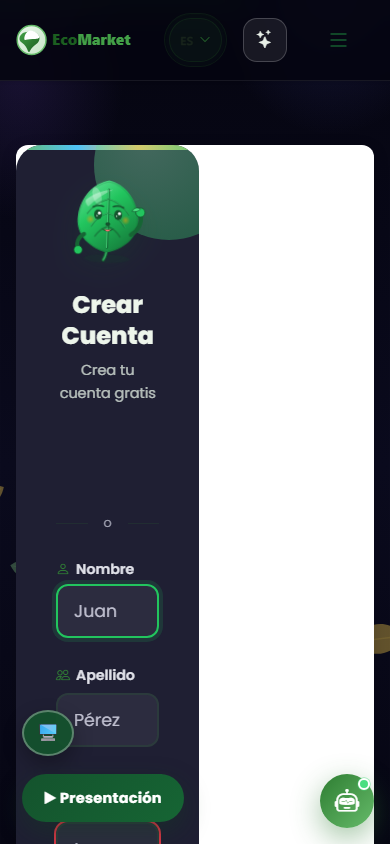 EcoMarket
ES
Crear
Cuenta
Crea tu
cuenta gratis
o
Nombre
Juan
Apellido
Pérez
Presentación